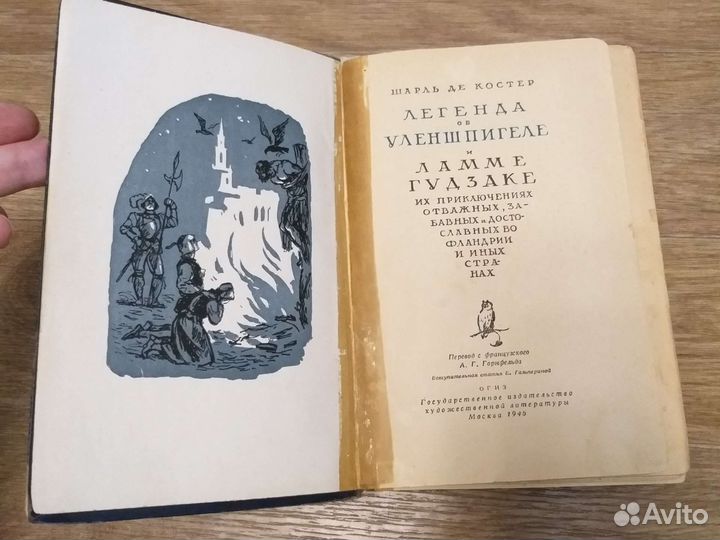 ШАРЛЬ ДЕ КОСТЕР
ЛЕГЕНДА
ОБ
УЛЕНШПИГЕЛЕ
И
ЛАММЕ
ГУДЗАКЕ
ИХ ПРИКЛЮЧЕНИЯХ
ОТВАЖНЫХ, ЗА-
БАВНЫХ И ДОСТО-
СЛАВНЫХ ВО
ФЛАНДРИИ
И ИНЫХ
СТРА-
НАХ
Перевод с французского
А. Г. Горнфельда
Вступительная статья Е. Гальпериной
ОГИЗ
Государственное издательство
художественной литературы
Москва 1946
Avito